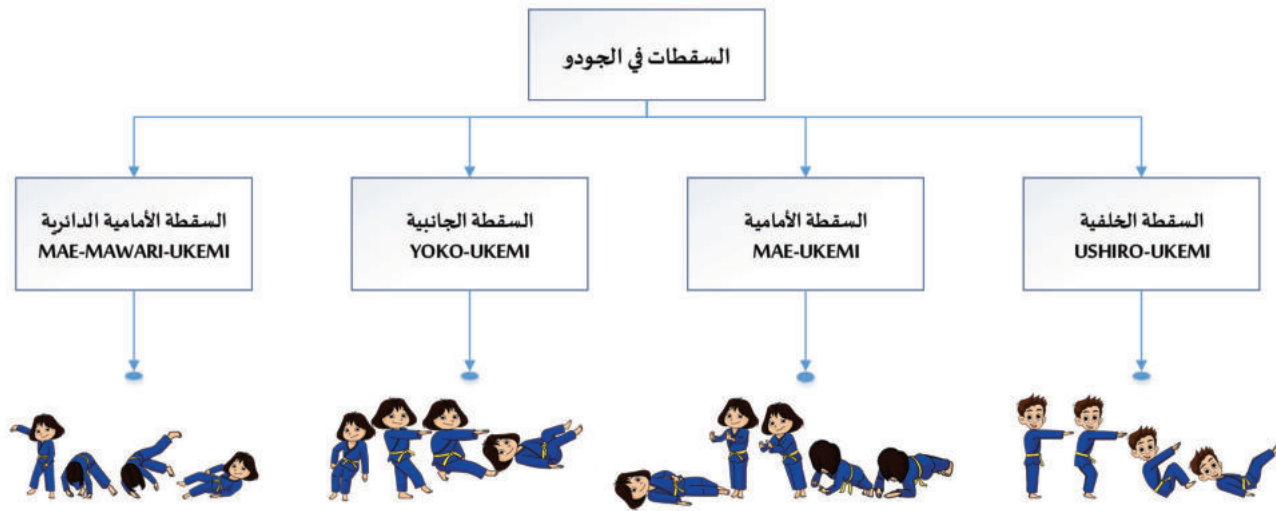 السقطات في الجودو
السقطة الخلفية
USHIRO-UKEMI
السقطة الأمامية
MAE-UKEMI
السقطة الجانبية
YOKO-UKEMI
السقطة الأمامية الدائرية
MAE-MAWARI-UKEMI